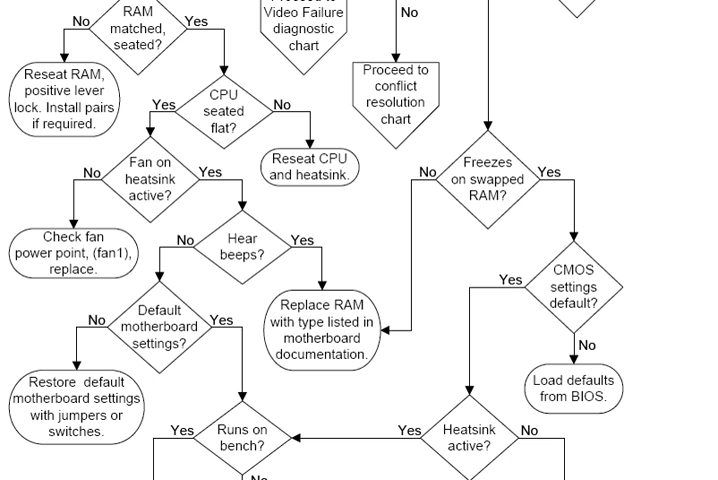 RAM
matched,
seated?
No
Yes
Reseat RAM,
positive lever
lock. Install pairs
if required.
Video Failure
diagnostic
chart
No
Proceed to
conflict
resolution
chart
CPU
seated
flat?
Yes
No
Reseat CPU
and heatsink.
Fan on
heatsink
active?
No
Yes
Check fan
power point, (fan1),
replace.
Hear
beeps?
No
Yes
Replace RAM
with type listed in
motherboard
documentation.
Freezes
on swapped
RAM?
No
Yes
CMOS
settings
default?
Yes
No
Load defaults
from BIOS.
Default
motherboard
settings?
No
Yes
Restore default
motherboard settings
with jumpers or
switches.
Runs on
bench?
Yes
No
Heatsink
active?
Yes
No